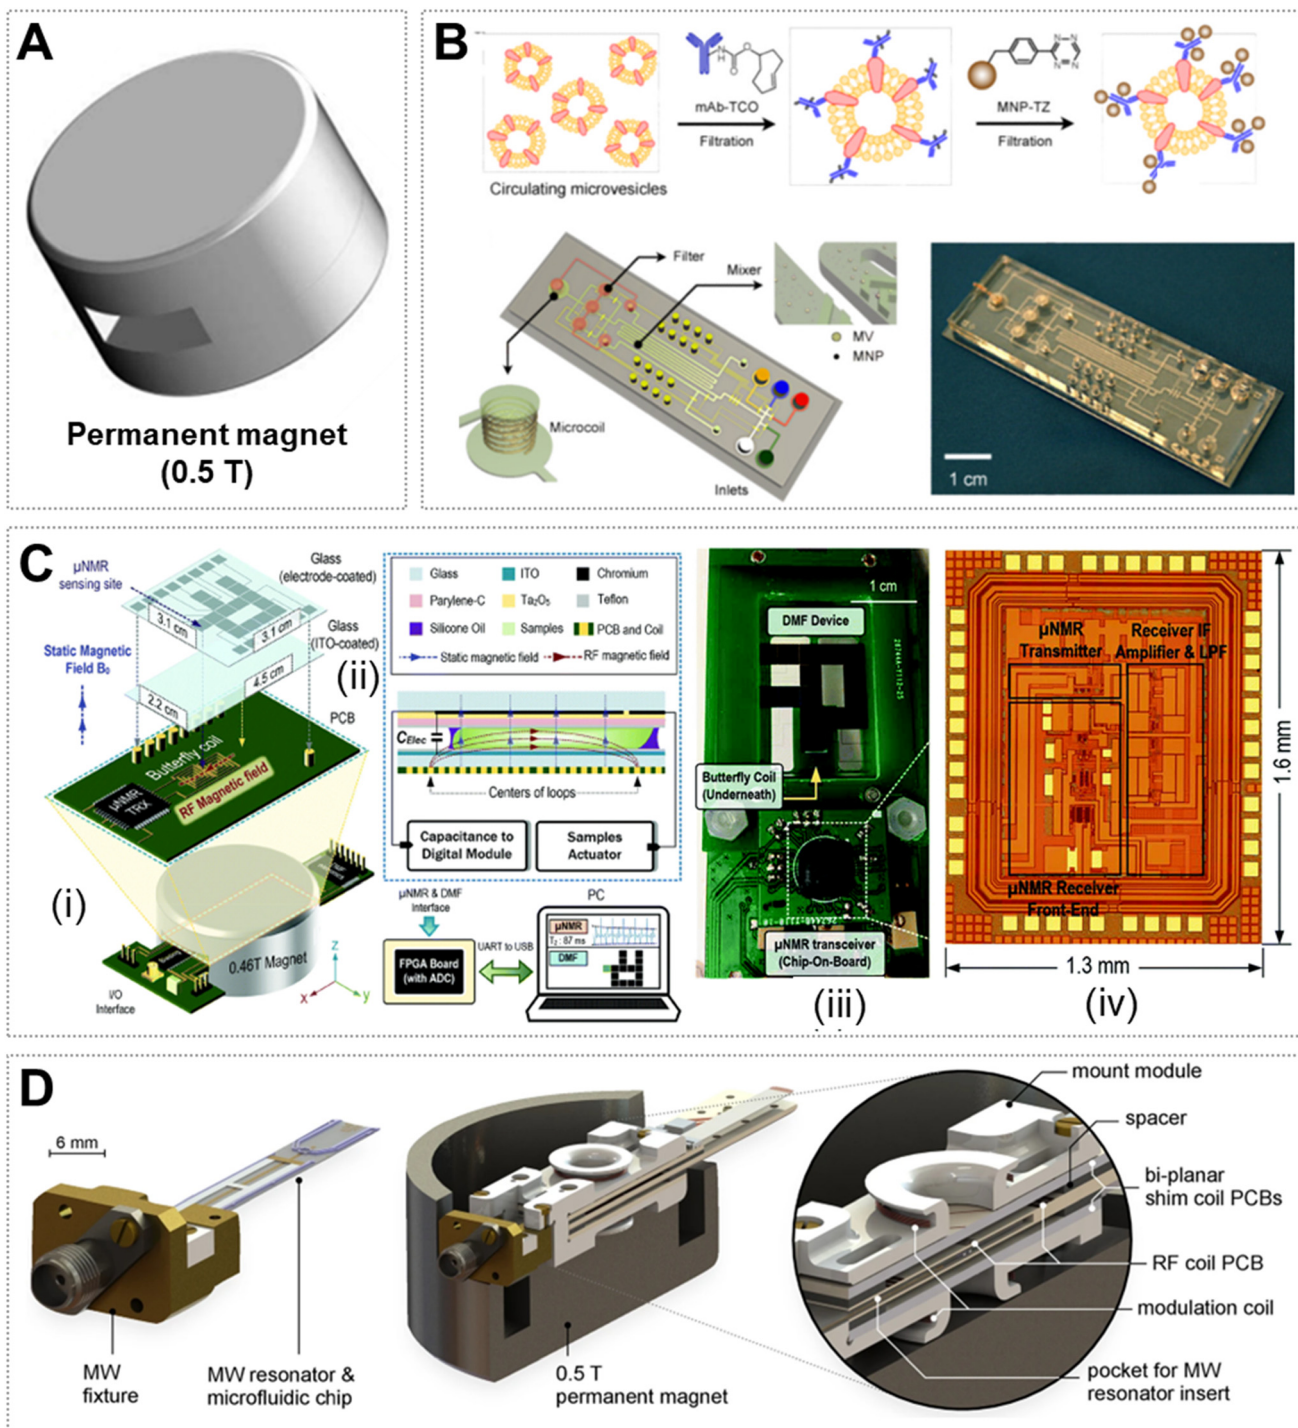 A
Permanent magnet
(0.5 T)
B
Circulating microvesicles
mAb-TCO
Filtration
MNP-TZ
Filtration
N
H
O
O
N
N
N
N
Filter
Mixer
MV
MNP
Microcoil
Inlets
1 cm
C
µNMR
sensing site
Glass
(electrode-coated)
3.1 cm
3.1 cm
Glass
(ITO-coated)
Static Magnetic
Field B₀
(ii)
2.2 cm
4.5 cm
PCB
Butterfly coil
µNMR
TRX
RF Magnetic field
(i)
0.46T Magnet
I/O
Interface
z
x
y
Glass
ITO
Chromium
Parylene-C
Ta₂O₅
Teflon
Silicone Oil
Samples
PCB and Coil
Static magnetic field
RF magnetic field
C_Elec
Centers of loops
Capacitance to
Digital Module
Samples
Actuator
µNMR & DMF
Interface
PC
FPGA Board
(with ADC)
UART to USB
µNMR
T₂ : 87 ms
DMF
1 cm
DMF Device
Butterfly Coil
(Underneath)
µNMR transceiver
(Chip-On-Board)
(iii)
µNMR
Transmitter
Receiver IF
Amplifier & LPF
µNMR Receiver
Front-End
1.6 mm
1.3 mm
(iv)
D
6 mm
MW
fixture
MW resonator &
microfluidic chip
0.5 T
permanent magnet
mount module
spacer
bi-planar
shim coil PCBs
RF coil PCB
modulation coil
pocket for MW
resonator insert